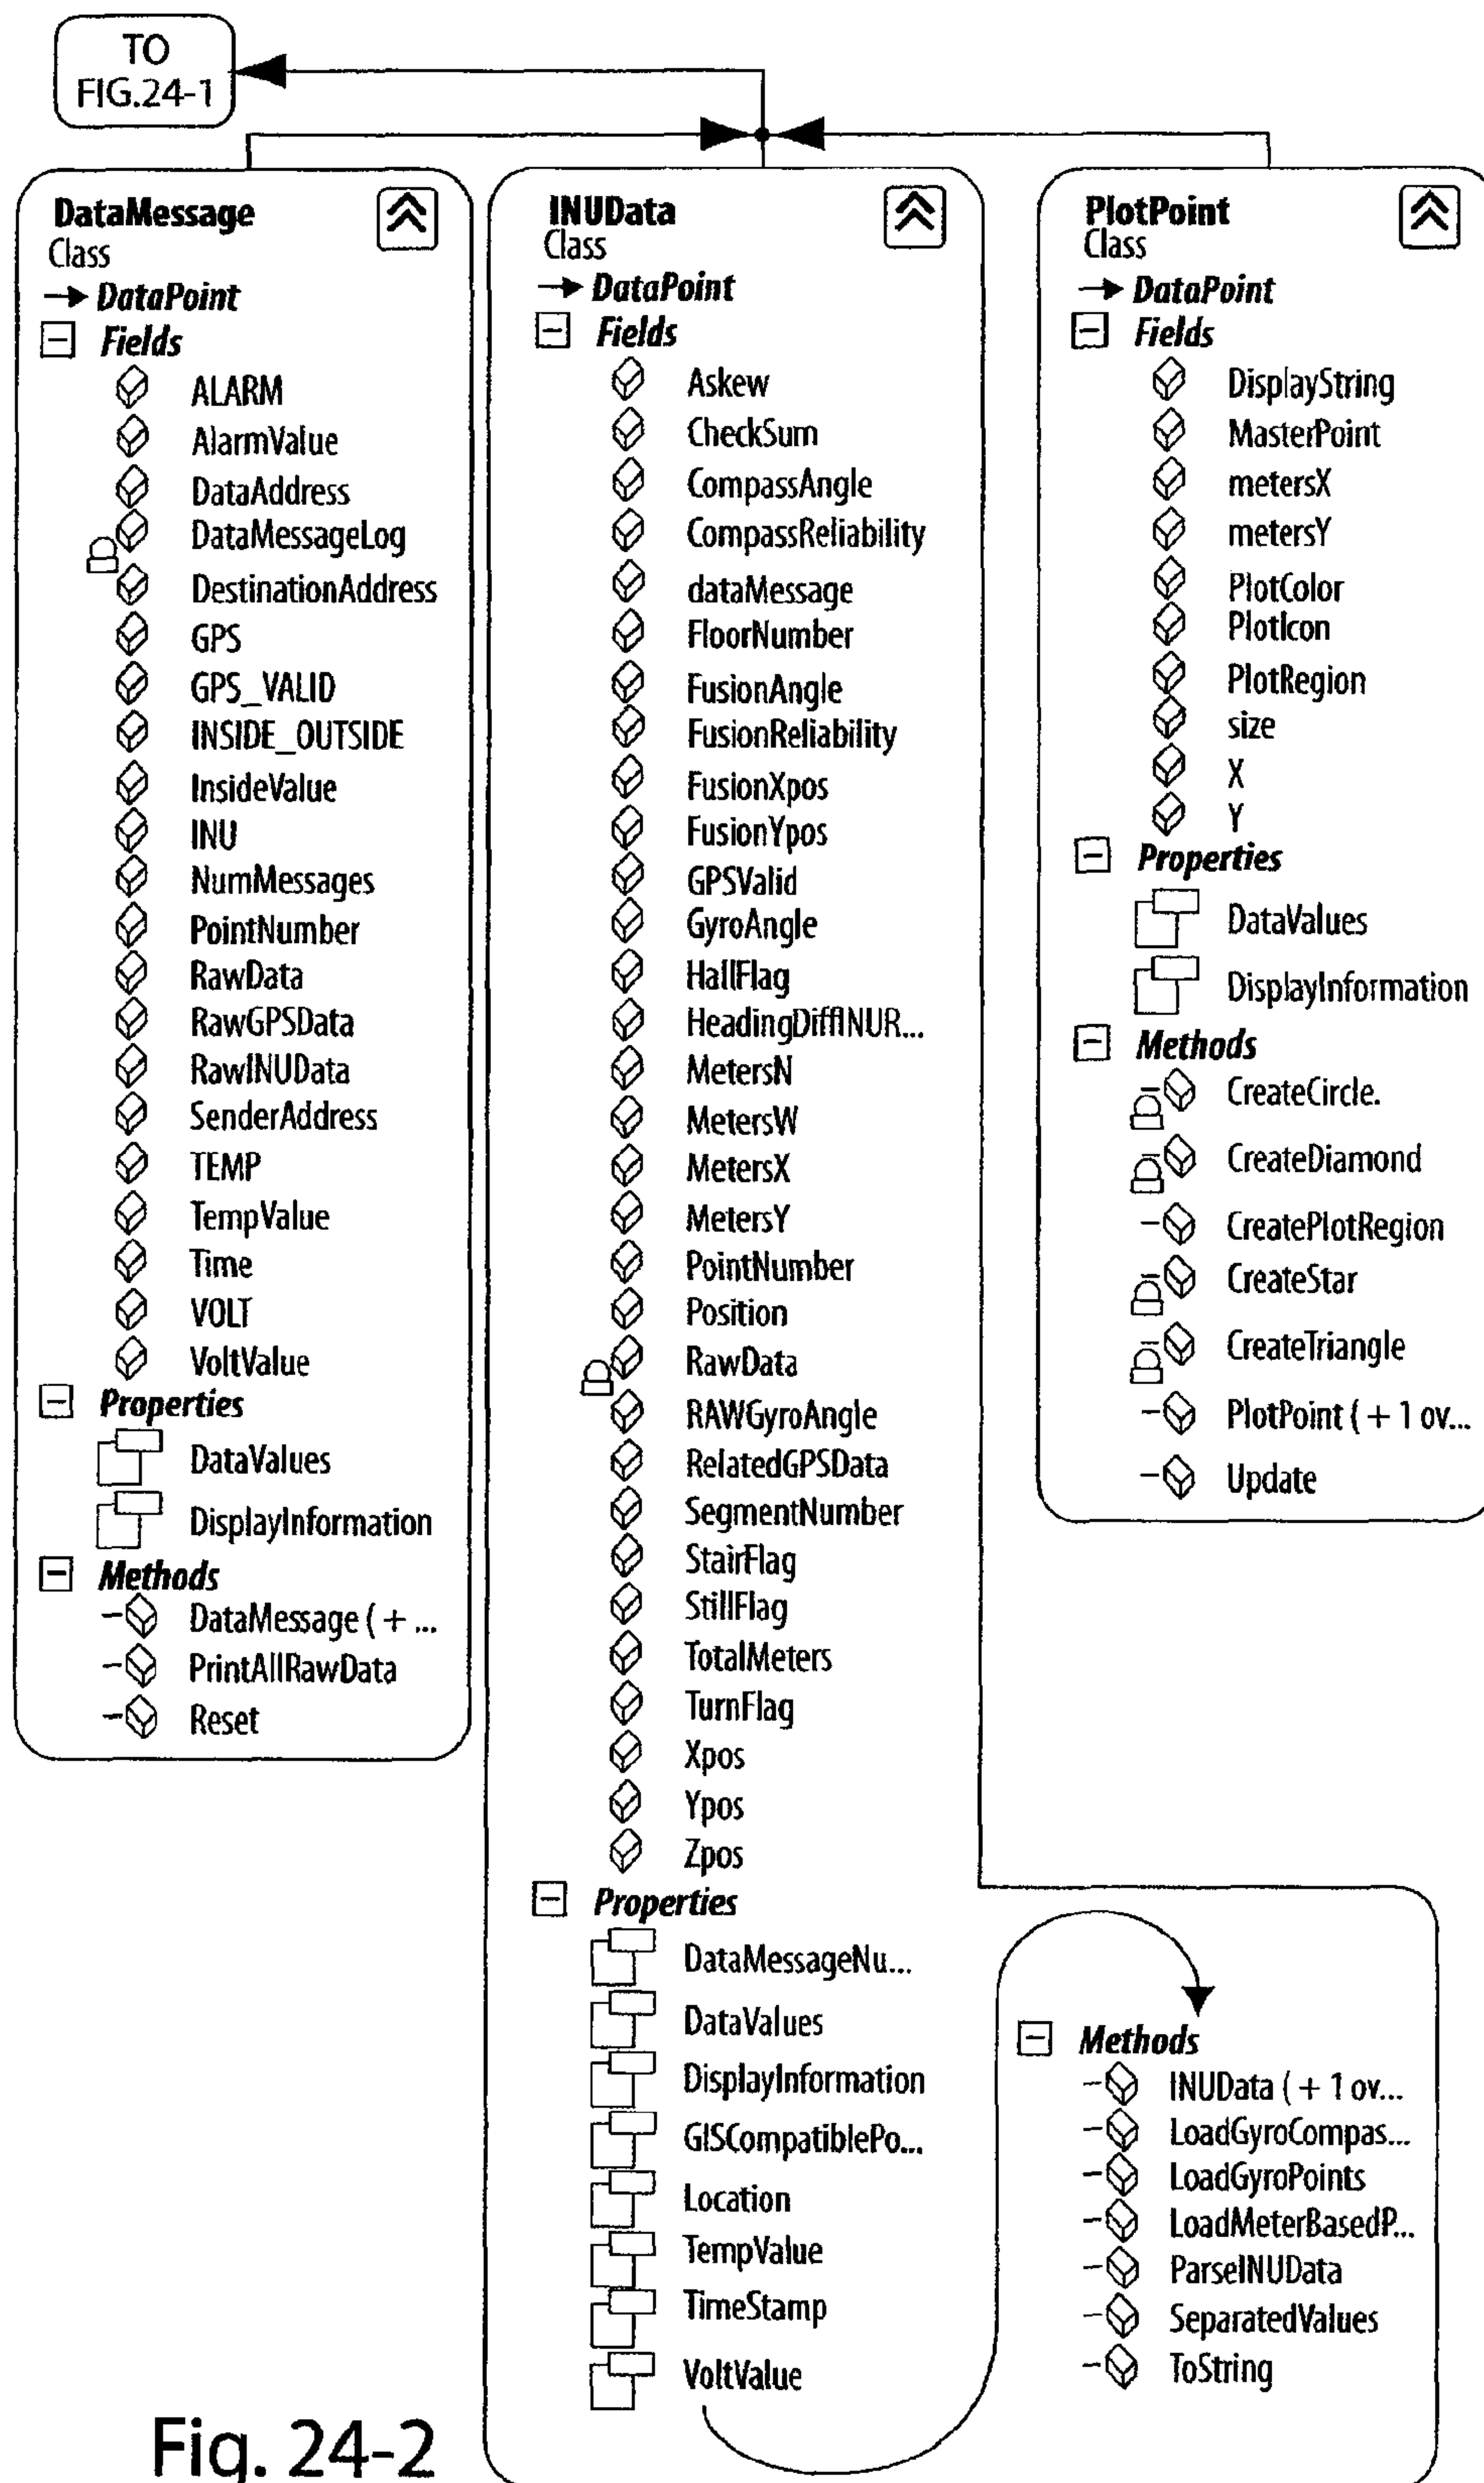 TO
FIG.24-1
DataMessage
Class
DataPoint
Fields
ALARM
AlarmValue
DataAddress
DataMessageLog
DestinationAddress
GPS
GPS_VALID
INSIDE_OUTSIDE
InsideValue
INU
NumMessages
PointNumber
RawData
RawGPSData
RawINUData
SenderAddress
TEMP
TempValue
Time
VOLT
VoltValue
Properties
DataValues
DisplayInformation
Methods
DataMessage ( + ...
PrintAllRawData
Reset
INUData
Class
DataPoint
Fields
Askew
CheckSum
CompassAngle
CompassReliability
dataMessage
FloorNumber
FusionAngle
FusionReliability
FusionXpos
FusionYpos
GPSValid
GyroAngle
HallFlag
HeadingDiffINUR...
MetersN
MetersW
MetersX
MetersY
PointNumber
Position
RawData
RAWGyroAngle
RelatedGPSData
SegmentNumber
StairFlag
StillFlag
TotalMeters
TurnFlag
Xpos
Ypos
Zpos
Properties
DataMessageNu...
DataValues
DisplayInformation
GISCompatiblePo...
Location
TempValue
TimeStamp
VoltValue
Methods
INUData ( + 1 ov...
LoadGyroCompas...
LoadGyroPoints
LoadMeterBasedP...
ParseINUData
SeparatedValues
ToString
PlotPoint
Class
DataPoint
Fields
DisplayString
MasterPoint
metersX
metersY
PlotColor
PlotIcon
PlotRegion
size
X
Y
Properties
DataValues
DisplayInformation
Methods
CreateCircle.
CreateDiamond
CreatePlotRegion
CreateStar
CreateTriangle
PlotPoint ( + 1 ov...
Update
Fig. 24-2